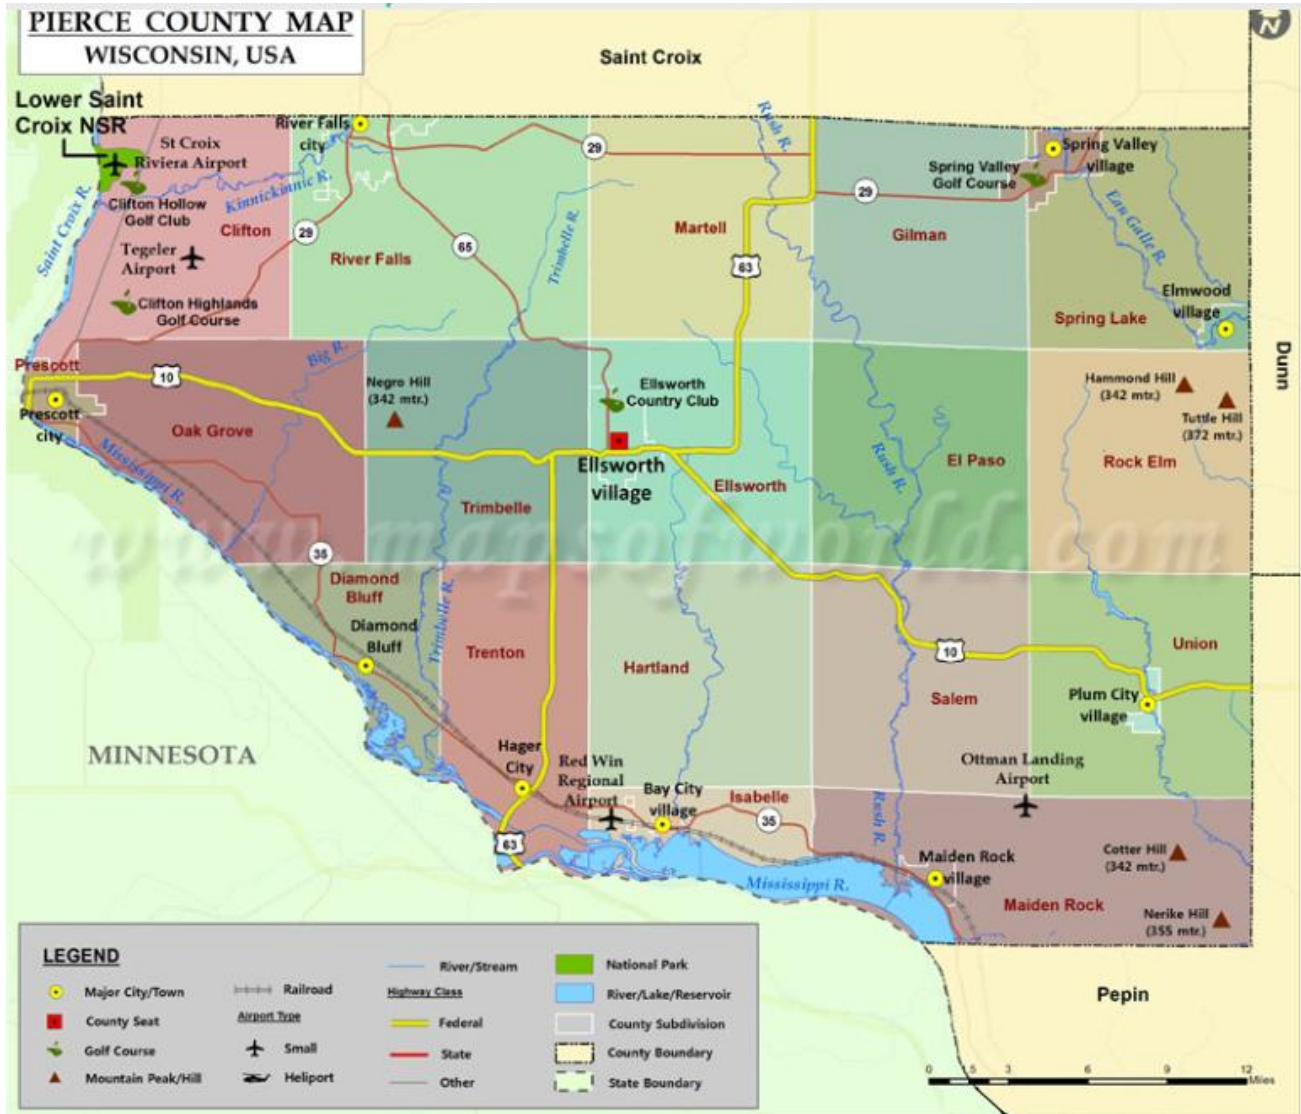 PIERCE COUNTY MAP
WISCONSIN, USA
N
Saint Croix
Lower Saint
Croix NSR
St Croix
Riviera Airport
River Falls
city
Rush R.
29
Spring Valley
Golf Course
Spring Valley
village
Saint Croix R.
Clifton Hollow
Golf Club
Kinnickinnic R.
Clifton
29
River Falls
65
Trimbelle R.
Martell
63
29
Gilman
Eau Galle R.
Tegeler
Airport
Clifton Highlands
Golf Course
Elmwood
village
Spring Lake
Dunn
Prescott
10
Prescott
city
Big R.
Negro Hill
(342 mtr.)
Ellsworth
Country Club
Hammond Hill
(342 mtr.)
Tuttle Hill
(372 mtr.)
Oak Grove
Mississippi R.
Ellsworth
village
Ellsworth
Rush R.
El Paso
Rock Elm
Trimbelle
www.mapsofworld.com
35
Diamond
Bluff
Diamond
Bluff
Trimbelle R.
Trenton
Hartland
10
Salem
Union
Plum City
village
MINNESOTA
Hager
City
Red Win
Regional
Airport
Bay City
village
Isabelle
35
Ottman Landing
Airport
63
Rush R.
Mississippi R.
Maiden Rock
village
Maiden Rock
Cotter Hill
(342 mtr.)
Nerike Hill
(355 mtr.)
Pepin
LEGEND
Major City/Town
County Seat
Golf Course
Mountain Peak/Hill
Railroad
Airport Type
Small
Heliport
River/Stream
Highway Class
Federal
State
Other
National Park
River/Lake/Reservoir
County Subdivision
County Boundary
State Boundary
0 1.5 3 6 9 12
Miles